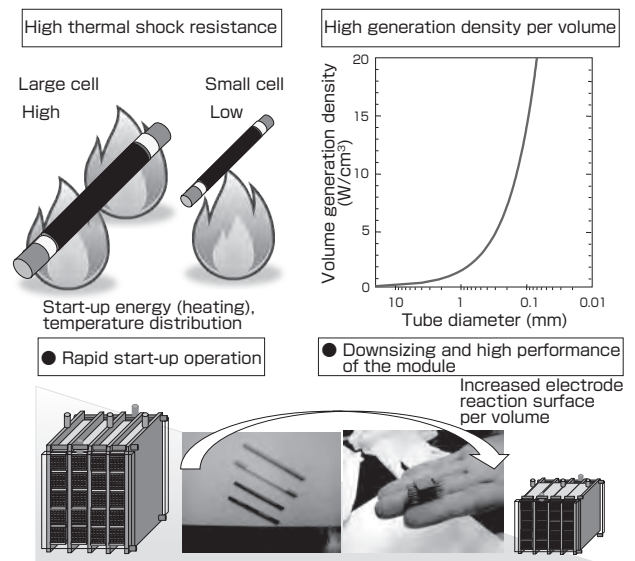 High thermal shock resistance
High generation density per volume
Large cell
High
Small cell
Low
Start-up energy (heating),
temperature distribution
Volume generation density
(W/cm³)
20
15
10
5
0
10
1
0.1
0.01
Tube diameter (mm)
● Rapid start-up operation
● Downsizing and high performance
of the module
Increased electrode
reaction surface
per volume